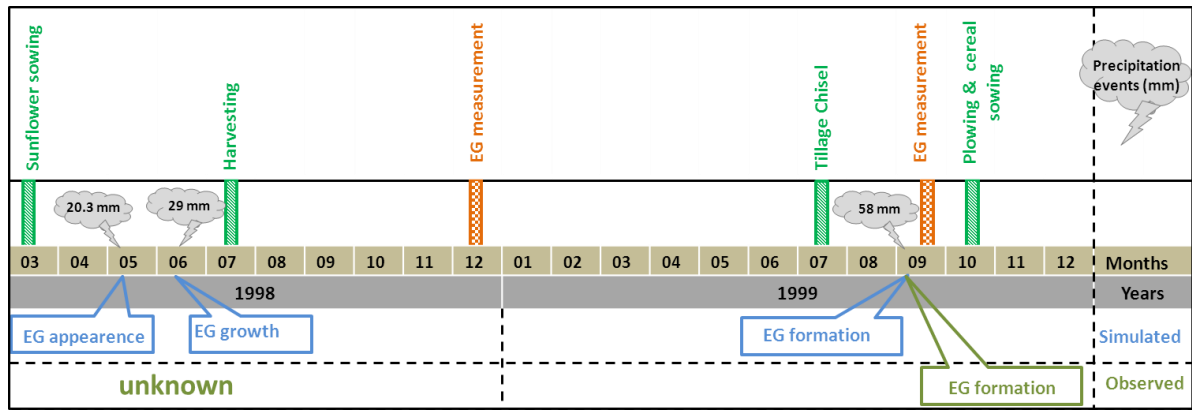 Sunflower sowing
Harvesting
EG measurement
Tillage Chisel
EG measurement
Plowing & cereal
sowing
Precipitation
events (mm)
20.3 mm
29 mm
58 mm
03 04 05 06 07 08 09 10 11 12 01 02 03 04 05 06 07 08 09 10 11 12 Months
1998 1999 Years
EG appearence
EG growth
EG formation
Simulated
unknown
EG formation
Observed